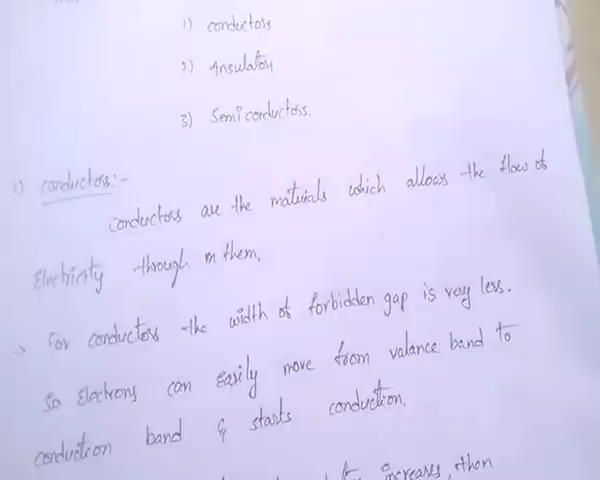 1) conductors
2) Insulators
3) Semi conductors.
1) conductors:-
conductors are the materials which allows the flow of
Electricity through m them.
→ For conductors the width of forbidden gap is very less.
So Electrons can easily move from valance band to
conduction band & starts conduction.
increases, then